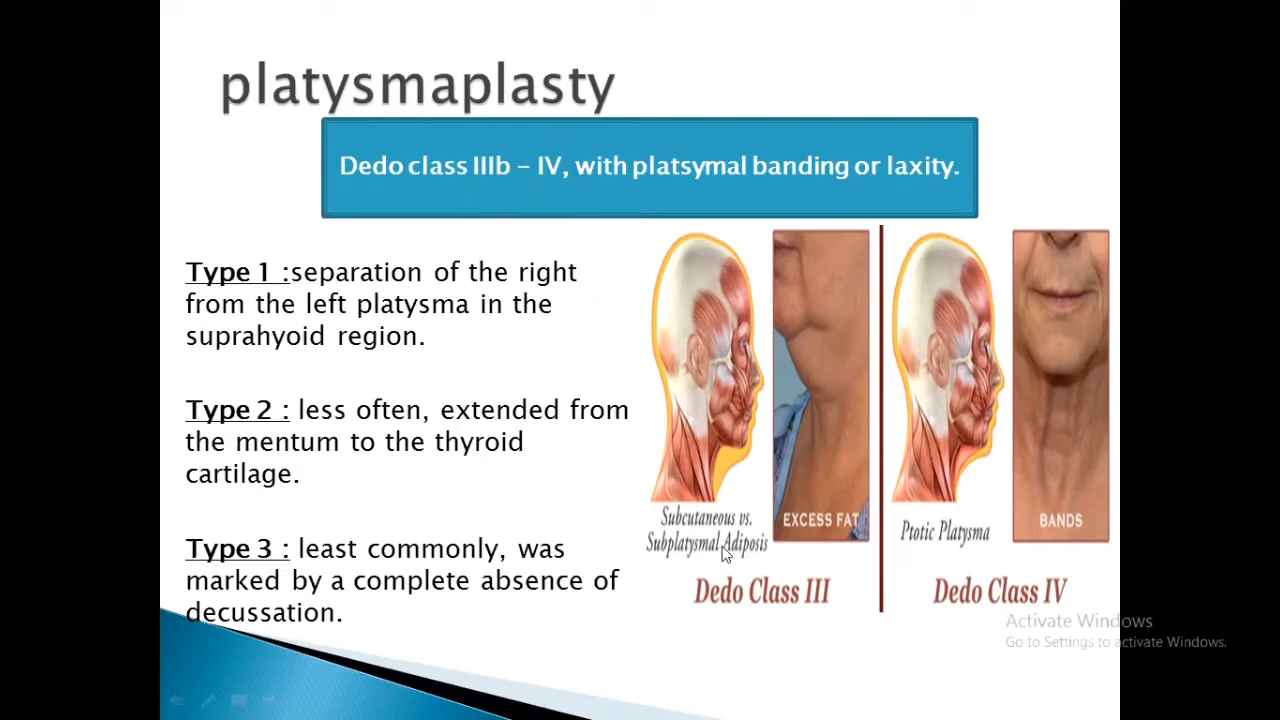 platysmaplasty
Dedo class IIIb – IV, with platsymal banding or laxity.
Type 1 :separation of the right
from the left platysma in the
suprahyoid region.
Type 2 : less often, extended from
the mentum to the thyroid
cartilage.
Type 3 : least commonly, was
marked by a complete absence of
decussation.
Subcutaneous vs.
Subplatysmal Adiposis
EXCESS FAT
Dedo Class III
Ptotic Platysma
BANDS
Dedo Class IV
Activate Windows
Go to Settings to activate Windows.